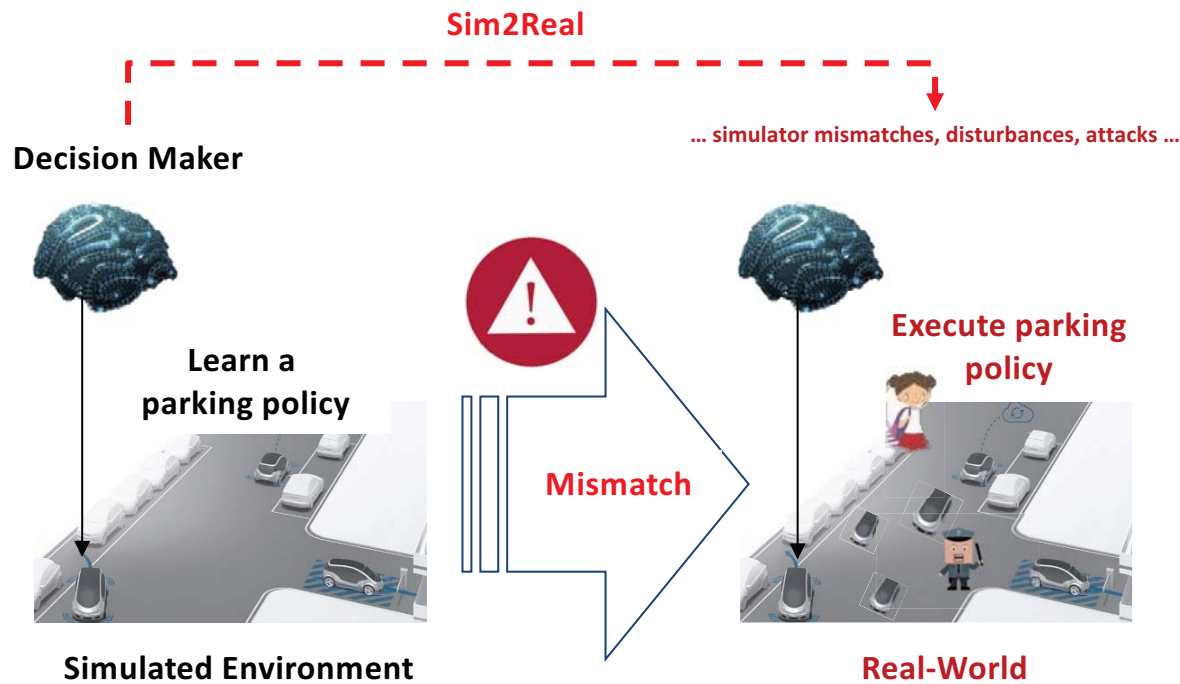 Sim2Real
... simulator mismatches, disturbances, attacks ...
Decision Maker
Execute parking
policy
Learn a
parking policy
Mismatch
Simulated Environment
Real-World